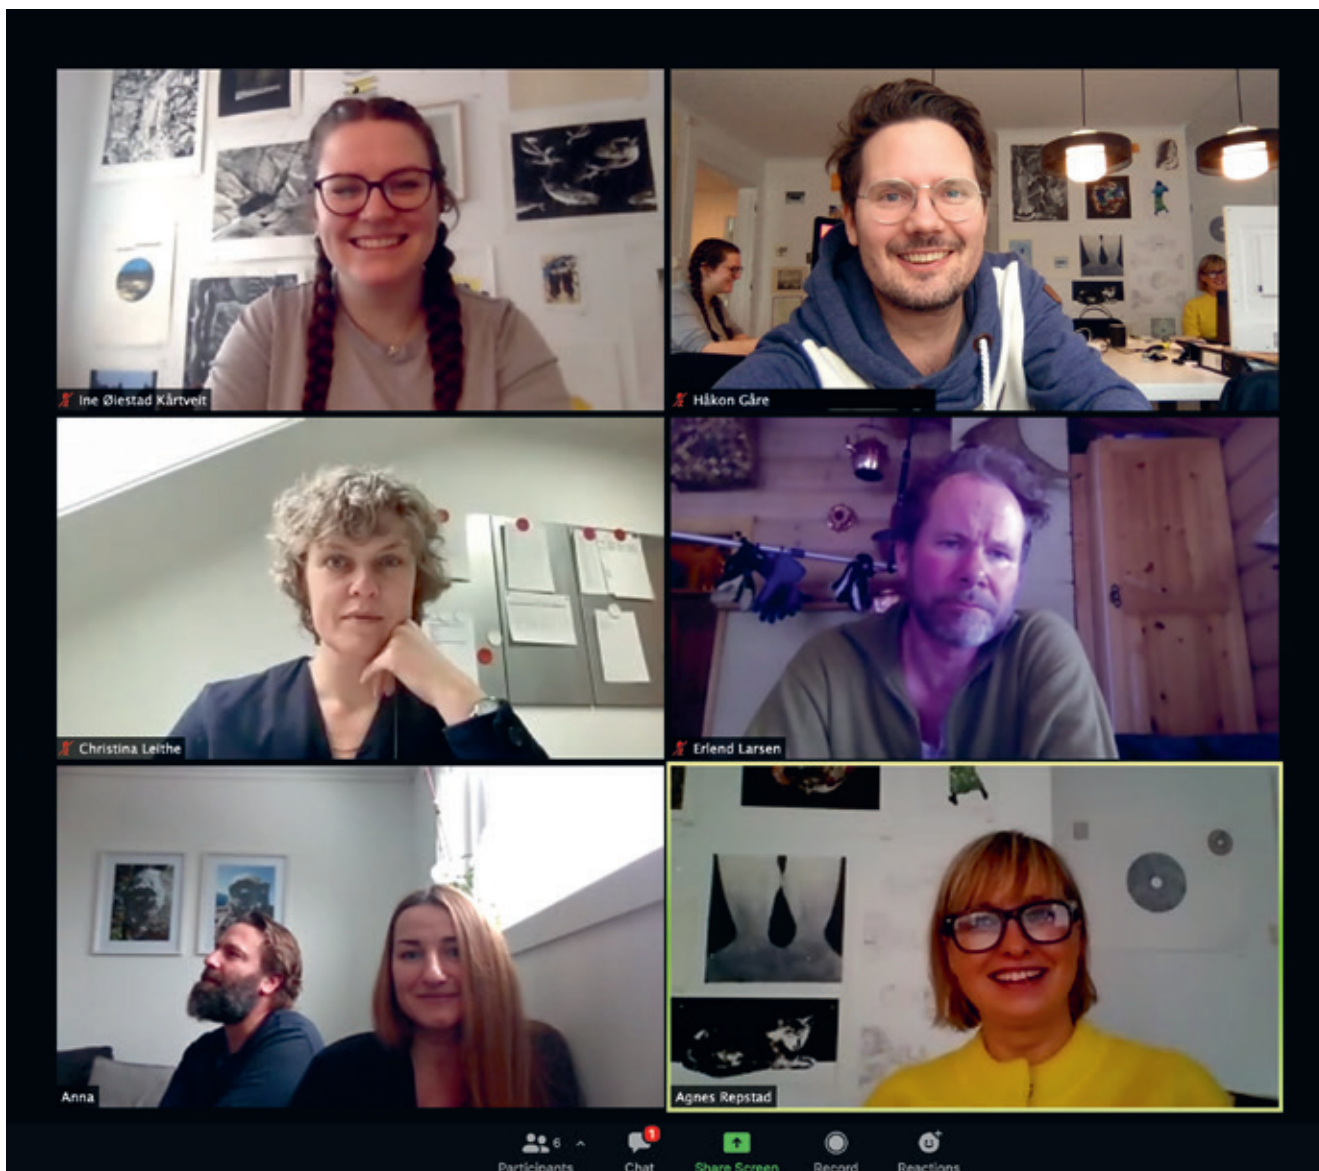 Ine Øiestad Kårtveit
Håkon Gåre
Christina Leithe
Erlend Larsen
Anna
Agnes Repstad
6
1
Participants
Chat
Share Screen
Record
Reactions